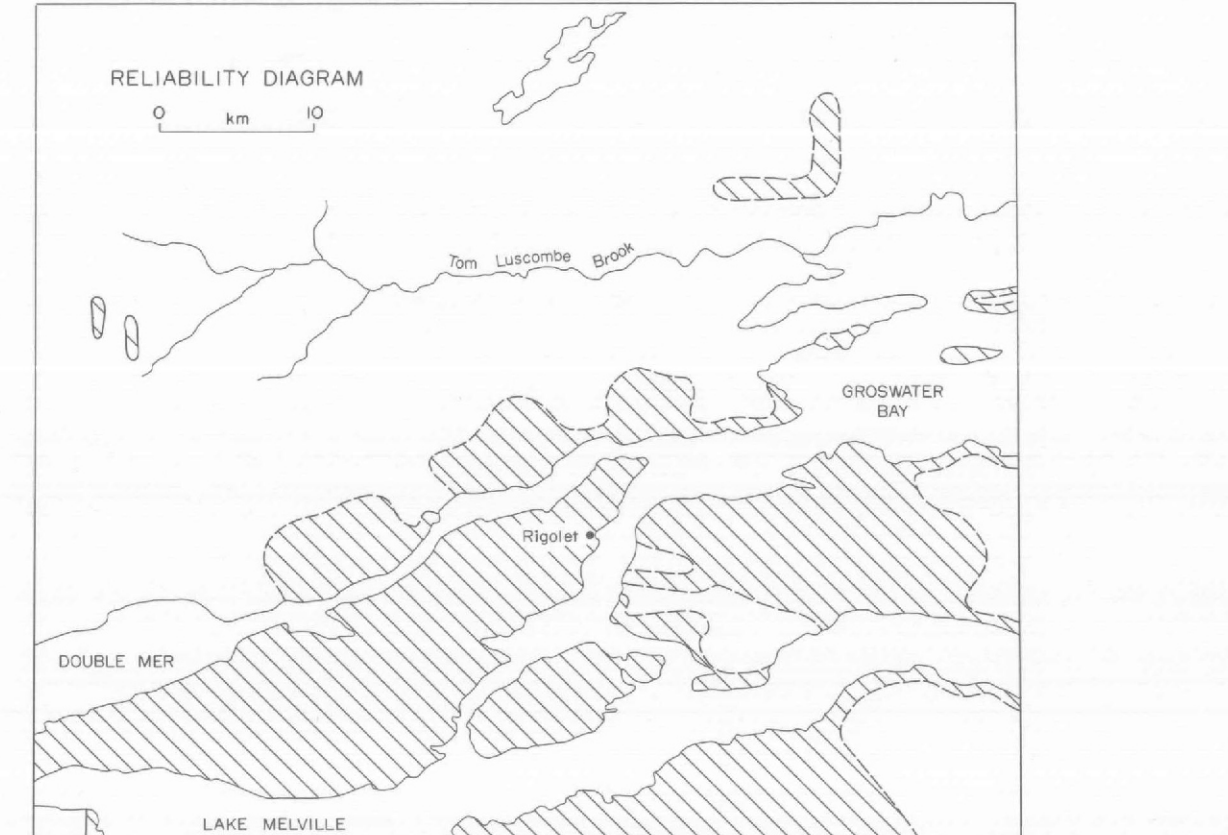 RELIABILITY DIAGRAM
0 10
km
Tom Luscombe Brook
GROSWATER
BAY
Rigolet
DOUBLE MER
LAKE MELVILLE